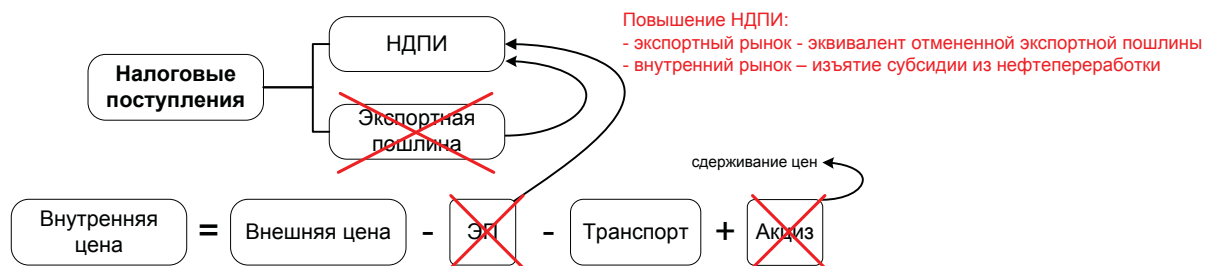 Повышение НДПИ:
- экспортный рынок - эквивалент отмененной экспортной пошлины
- внутренний рынок – изъятие субсидии из нефтепереработки
НДПИ
Налоговые
поступления
Экспортная
пошлина
сдерживание цен
Внутренняя
цена
=
Внешняя цена
-
ЭП
-
Транспорт
+
Акциз